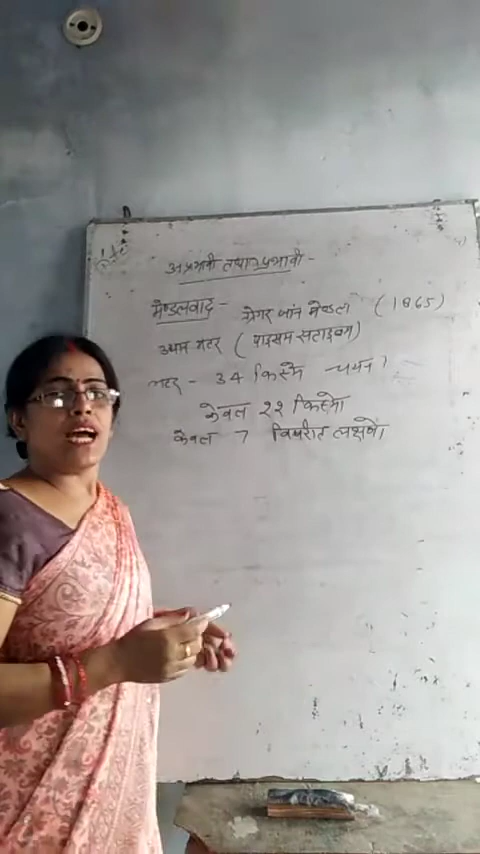 अप्रभावी तथा प्रभावी -
मेण्डलवाद - ग्रेगर जॉन मेण्डल (1865)
उधान मटर (पाइसम सटाइवम)
मटर - 34 किस्में चयन
केवल 22 किस्मों
केवल 7 विपरीत लक्षणों